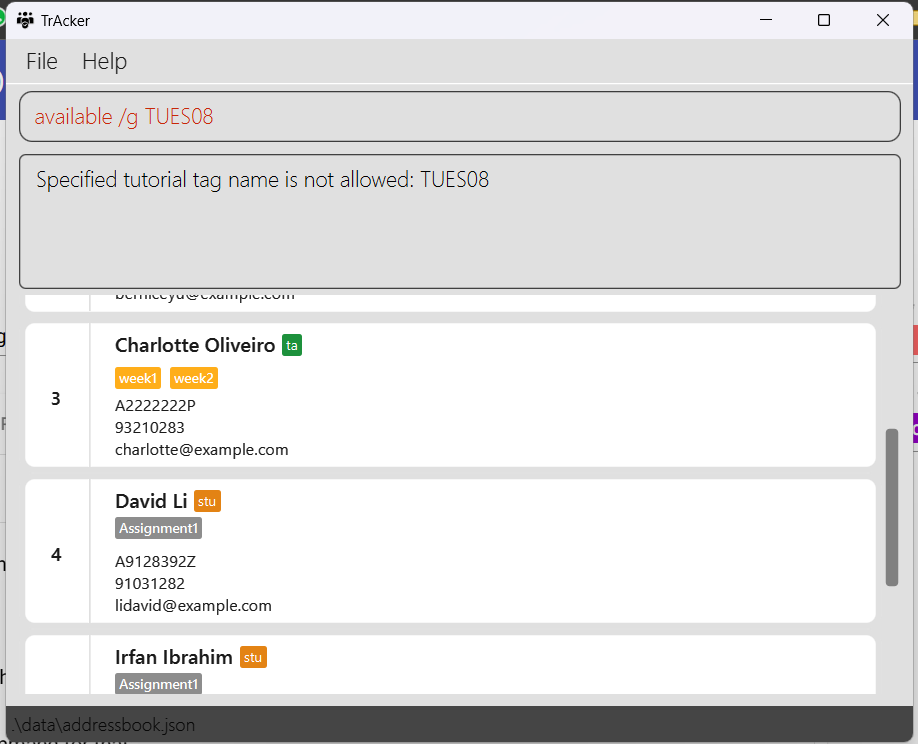 TrAcker
File Help
available /g TUES08
Specified tutorial tag name is not allowed: TUES08
berniceyu@example.com
Charlotte Oliveiro ta
week1 week2
3
A2222222P
93210283
charlotte@example.com
David Li stu
Assignment1
4
A9128392Z
91031282
lidavid@example.com
Irfan Ibrahim stu
Assignment1
.\data\addressbook.json